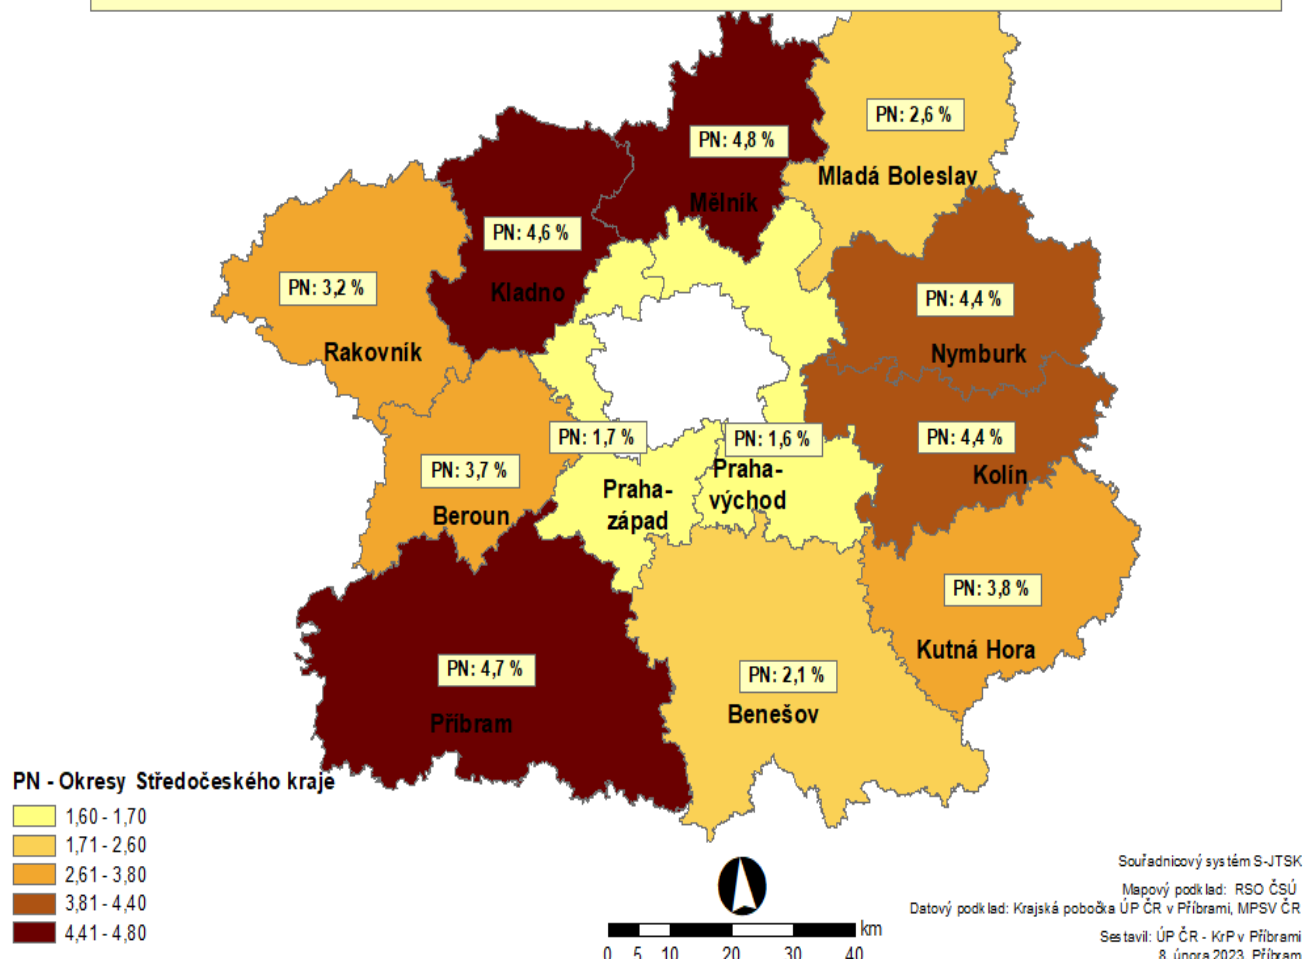 PN: 2,6 %
PN: 4,8 %
Mladá Boleslav
Mělník
PN: 4,6 %
PN: 3,2 %
Kladno
PN: 4,4 %
Rakovník
Nymburk
PN: 1,7 %
PN: 1,6 %
PN: 4,4 %
PN: 3,7 %
Praha-
východ
Kolín
Praha-
západ
Beroun
PN: 3,8 %
Kutná Hora
PN: 4,7 %
PN: 2,1 %
Příbram
Benešov
PN - Okresy Středočeského kraje
1,60 - 1,70
1,71 - 2,60
2,61 - 3,80
3,81 - 4,40
4,41 - 4,80
km
0 5 10 20 30 40
Souřadnicový systém S-JTSK
Mapový podklad: RSO ČSÚ
Datový podklad: Krajská pobočka ÚP ČR v Příbrami, MPSV ČR
Sestavil: ÚP ČR - KrP v Příbrami
8. února 2023, Příbram